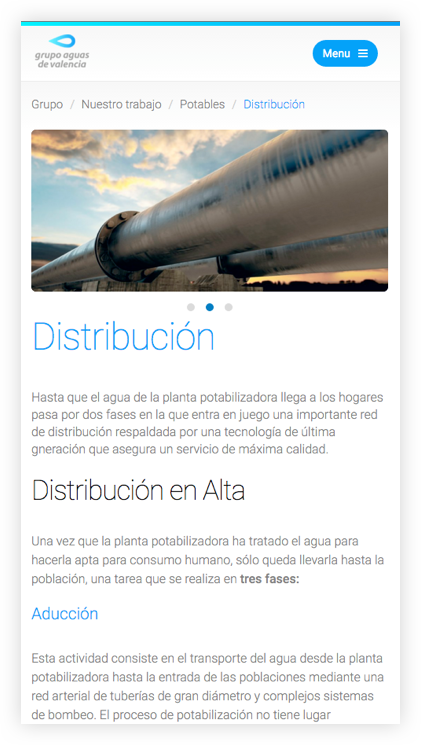 grupo aguas
de valencia
Menu
Grupo / Nuestro trabajo / Potables / Distribución
Distribución
Hasta que el agua de la planta potabilizadora llega a los hogares
pasa por dos fases en la que entra en juego una importante red
de distribución respaldada por una tecnología de última
gneración que asegura un servicio de máxima calidad.
Distribución en Alta
Una vez que la planta potabilizadora ha tratado el agua para
hacerla apta para consumo humano, sólo queda llevarla hasta la
población, una tarea que se realiza en tres fases:
Aducción
Esta actividad consiste en el transporte del agua desde la planta
potabilizadora hasta la entrada de las poblaciones mediante una
red arterial de tuberías de gran diámetro y complejos sistemas
de bombeo. El proceso de potabilización no tiene lugar